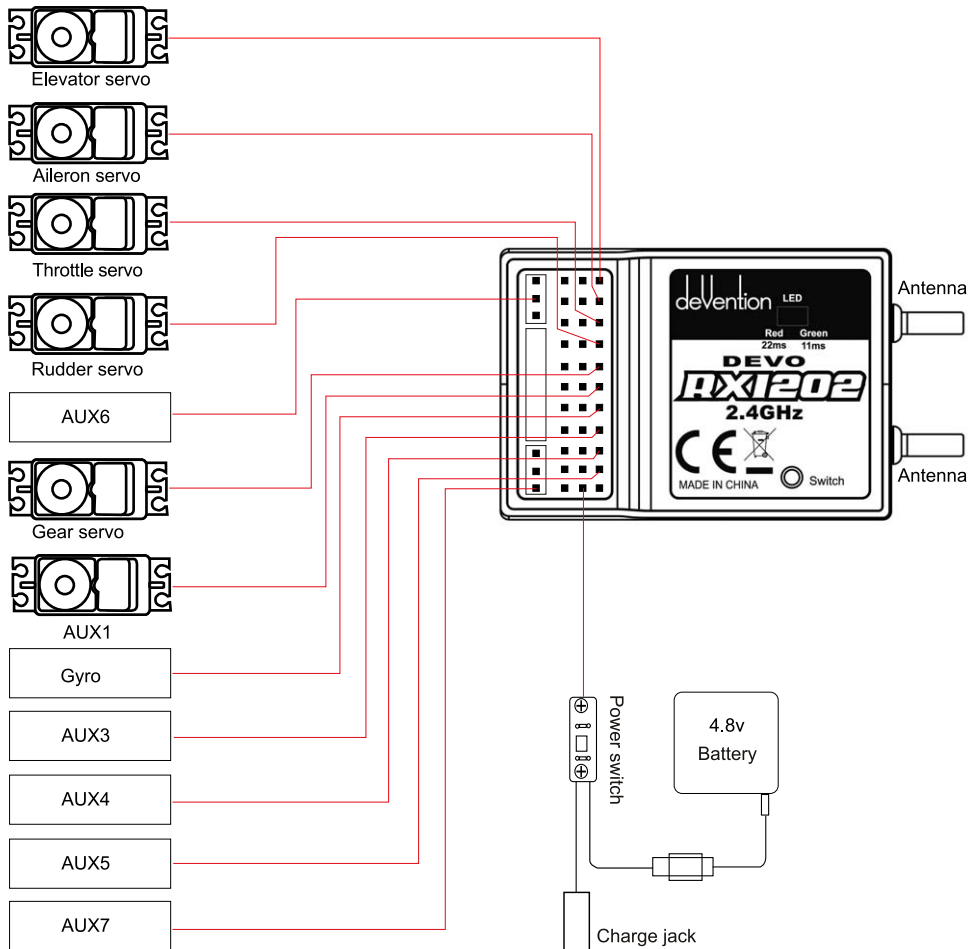 Elevator servo
Aileron servo
Throttle servo
Rudder servo
AUX6
Gear servo
AUX1
Gyro
AUX3
AUX4
AUX5
AUX7
deVention
LED
Red Green
22ms 11ms
DEVO
RX1202
2.4GHz
CE
MADE IN CHINA
Switch
Antenna
Antenna
Power switch
4.8v
Battery
Charge jack